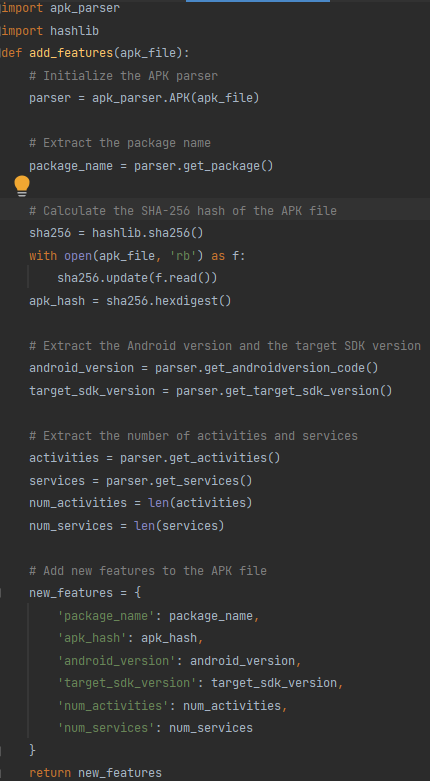 import apk_parser
import hashlib
def add_features(apk_file):
    # Initialize the APK parser
    parser = apk_parser.APK(apk_file)

    # Extract the package name
    package_name = parser.get_package()

    # Calculate the SHA-256 hash of the APK file
    sha256 = hashlib.sha256()
    with open(apk_file, 'rb') as f:
        sha256.update(f.read())
    apk_hash = sha256.hexdigest()

    # Extract the Android version and the target SDK version
    android_version = parser.get_androidversion_code()
    target_sdk_version = parser.get_target_sdk_version()

    # Extract the number of activities and services
    activities = parser.get_activities()
    services = parser.get_services()
    num_activities = len(activities)
    num_services = len(services)

    # Add new features to the APK file
    new_features = {
        'package_name': package_name,
        'apk_hash': apk_hash,
        'android_version': android_version,
        'target_sdk_version': target_sdk_version,
        'num_activities': num_activities,
        'num_services': num_services
    }
    return new_features